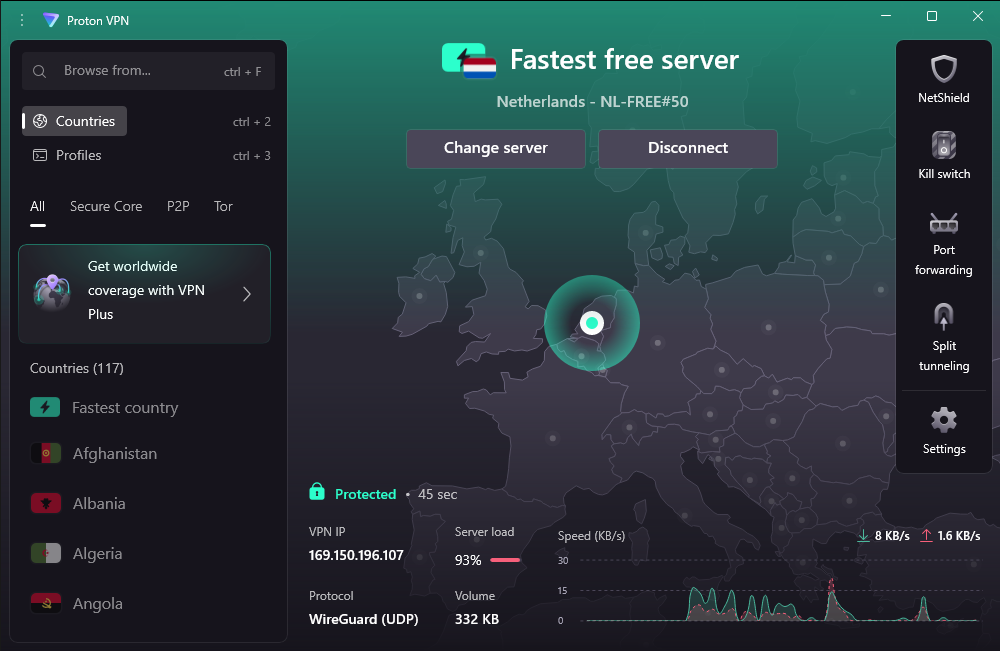 Proton VPN
Browse from...
ctrl + F
Countries
ctrl + 2
Profiles
ctrl + 3
All
Secure Core
P2P
Tor
Get worldwide
coverage with VPN
Plus
Countries (117)
Fastest country
Afghanistan
Albania
Algeria
Angola
Fastest free server
Netherlands - NL-FREE#50
Change server
Disconnect
Protected • 45 sec
VPN IP
169.150.196.107
Server load
93%
Protocol
WireGuard (UDP)
Volume
332 KB
Speed (KB/s)
8 KB/s
1.6 KB/s
30
15
0
NetShield
Kill switch
Port
forwarding
Split
tunneling
Settings